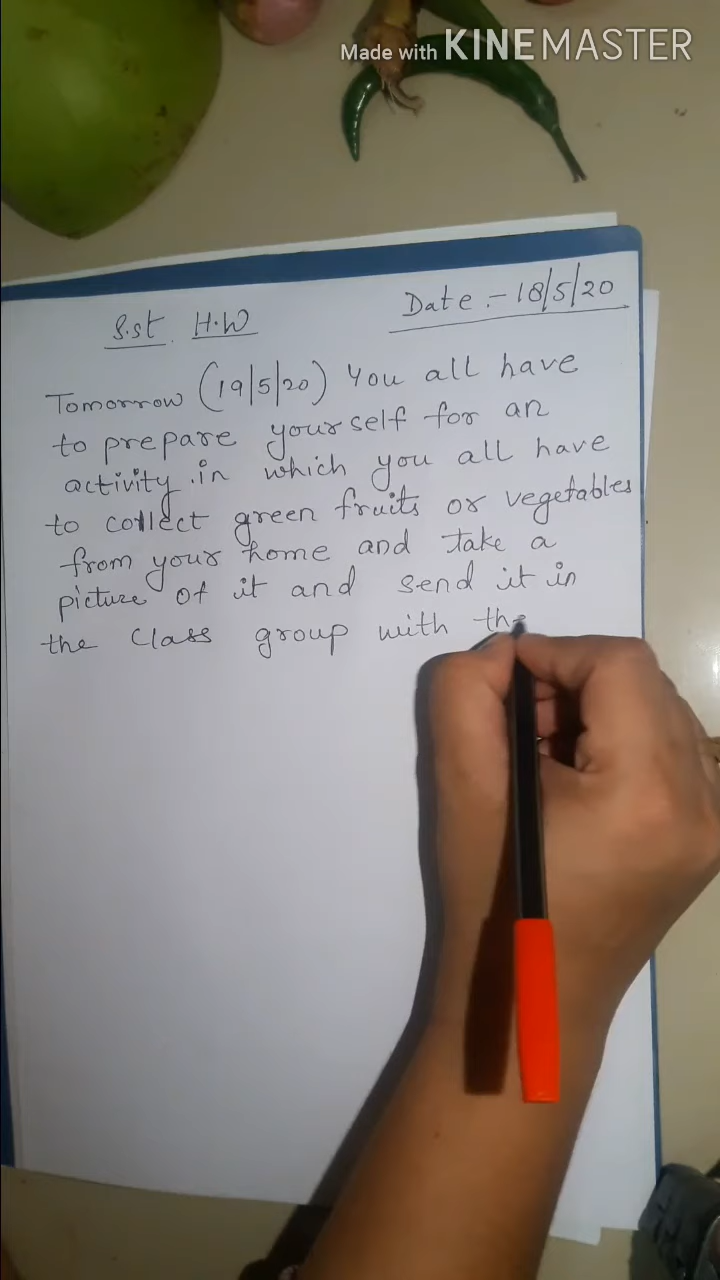 Made with KINEMASTER
S.st. H.W
Date :- 18/5/20
Tomorrow (19/5/20) You all have
to prepare yourself for an
activity in which you all have
to collect green fruits or vegetables
from your home and take a
picture of it and send it in
the class group with the